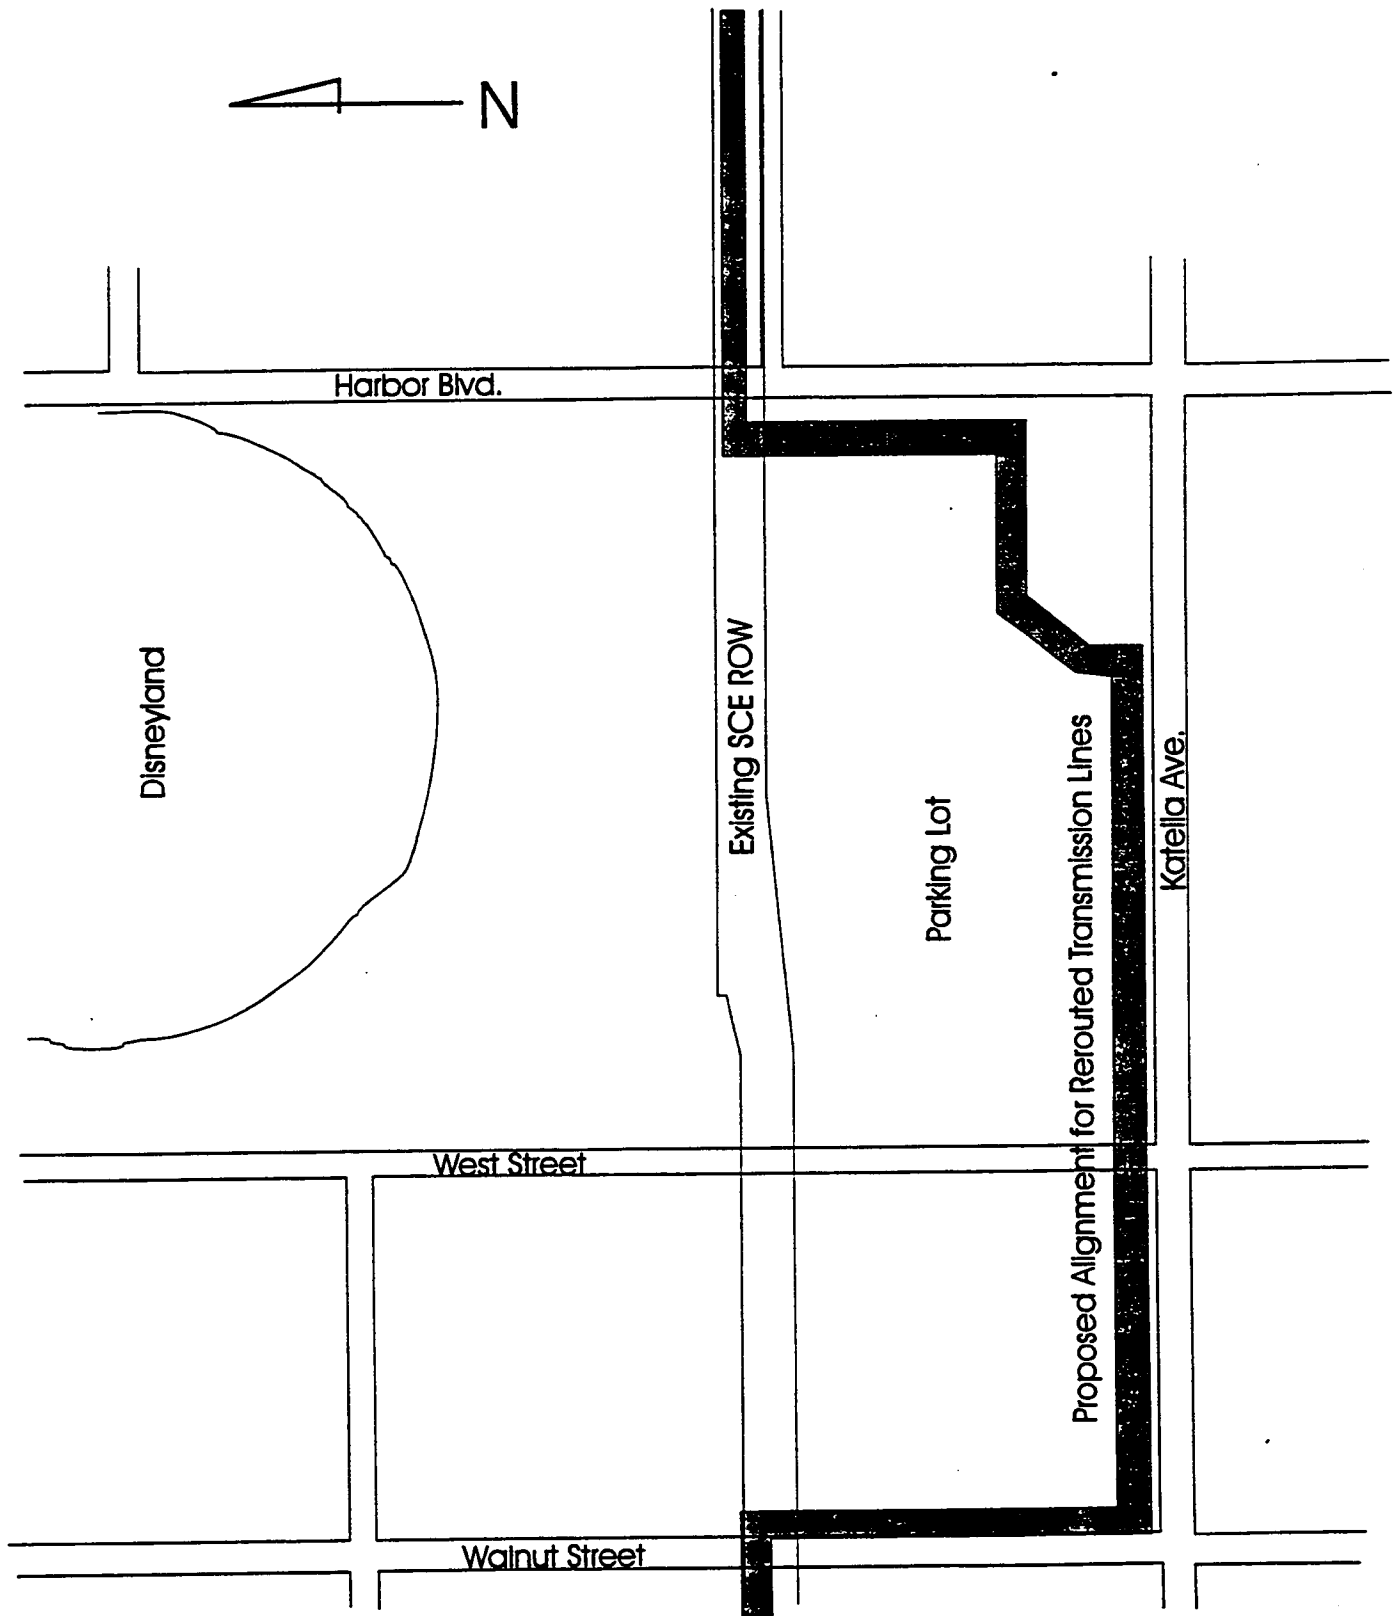 N
Harbor Blvd.
Disneyland
Existing SCE ROW
Parking Lot
Proposed Alignment for Rerouted Transmission Lines
Katella Ave.
West Street
Walnut Street